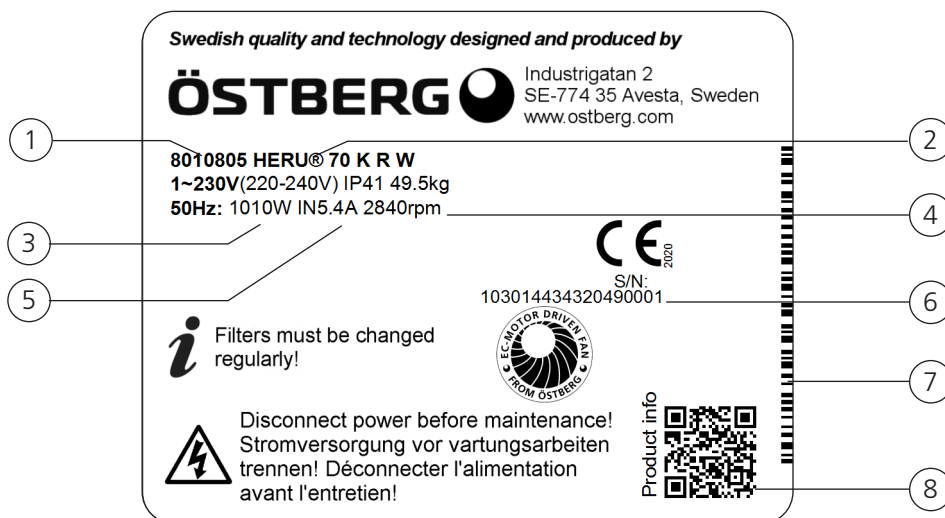 Swedish quality and technology designed and produced by
ÖSTBERG
Industrigatan 2
SE-774 35 Avesta, Sweden
www.ostberg.com
1
2
8010805 HERU® 70 K R W
1~230V(220-240V) IP41 49.5kg
50Hz: 1010W IN5.4A 2840rpm
4
3
CE
2020
S/N:
5
103014434320490001
6
EC-MOTOR DRIVEN FAN
FROM ÖSTBERG
Filters must be changed
regularly!
7
Product info
Disconnect power before maintenance!
Stromversorgung vor vartungsarbeiten
trennen! Déconnecter l'alimentation
avant l'entretien!
8